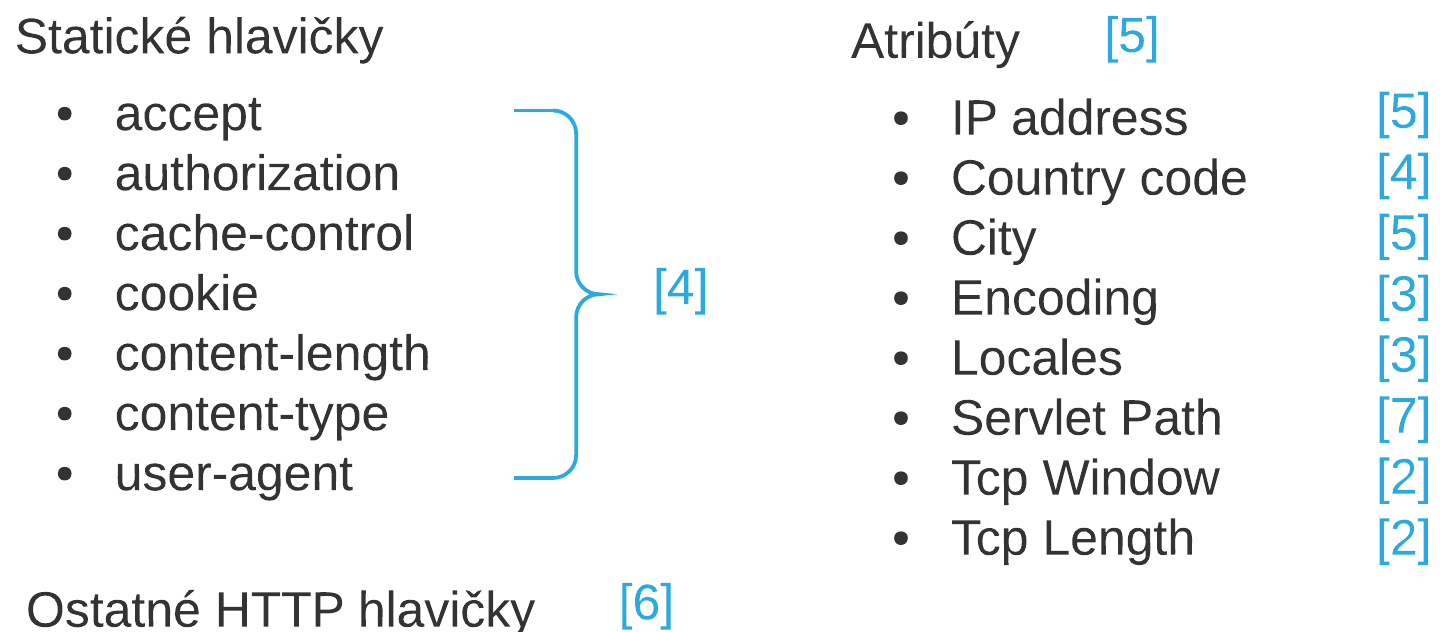 Statické hlavičky
• accept
• authorization
• cache-control
• cookie
[4]
• content-length
• content-type
• user-agent
Ostatné HTTP hlavičky [6]
Atribúty [5]
• IP address [5]
• Country code [4]
• City [5]
• Encoding [3]
• Locales [3]
• Servlet Path [7]
• Tcp Window [2]
• Tcp Length [2]